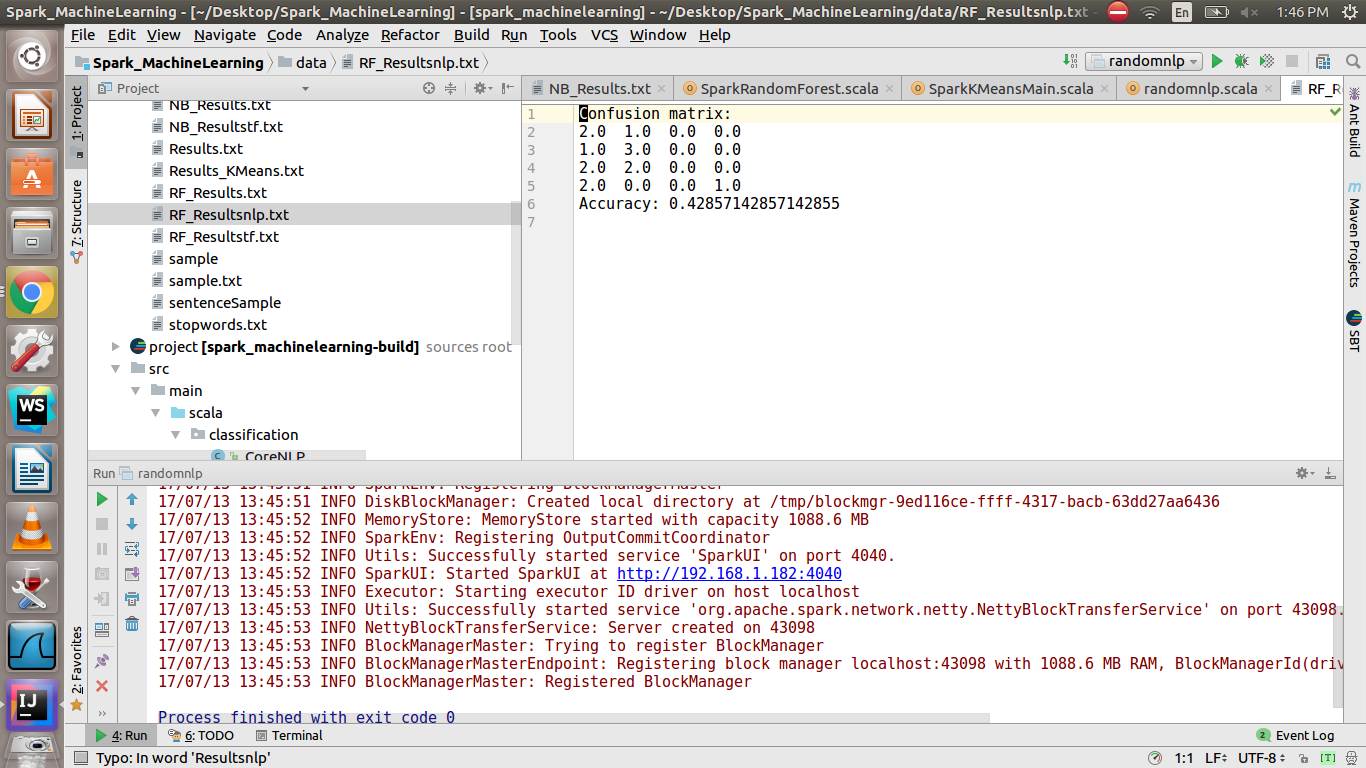 Spark_MachineLearning - [~/Desktop/Spark_MachineLearning] - [spark_machinelearning] - ~/Desktop/Spark_MachineLearning/data/RF_Resultsnlp.txt - En 1:46 PM
File Edit View Navigate Code Analyze Refactor Build Run Tools VCS Window Help
Spark_MachineLearning data RF_Resultsnlp.txt randomnlp
1: Project
7: Structure
2: Favorites
Project
NB_Results.txt
NB_Resultstf.txt
Results.txt
Results_KMeans.txt
RF_Results.txt
RF_Resultsnlp.txt
RF_Resultstf.txt
sample
sample.txt
sentenceSample
stopwords.txt
project [spark_machinelearning-build] sources root
src
main
scala
classification
CoreNLP
NB_Results.txt SparkRandomForest.scala SparkKMeansMain.scala randomnlp.scala RF_R
1 Confusion matrix:
2 2.0 1.0 0.0 0.0
3 1.0 3.0 0.0 0.0
4 2.0 2.0 0.0 0.0
5 2.0 0.0 0.0 1.0
6 Accuracy: 0.42857142857142855
7
Ant Build
Maven Projects
SBT
Run randomnlp
17/07/13 13:45:51 INFO SparkEnv: Registering BlockManagerMaster
17/07/13 13:45:51 INFO DiskBlockManager: Created local directory at /tmp/blockmgr-9ed116ce-ffff-4317-bacb-63dd27aa6436
17/07/13 13:45:52 INFO MemoryStore: MemoryStore started with capacity 1088.6 MB
17/07/13 13:45:52 INFO SparkEnv: Registering OutputCommitCoordinator
17/07/13 13:45:52 INFO Utils: Successfully started service 'SparkUI' on port 4040.
17/07/13 13:45:52 INFO SparkUI: Started SparkUI at http://192.168.1.182:4040
17/07/13 13:45:53 INFO Executor: Starting executor ID driver on host localhost
17/07/13 13:45:53 INFO Utils: Successfully started service 'org.apache.spark.network.netty.NettyBlockTransferService' on port 43098.
17/07/13 13:45:53 INFO NettyBlockTransferService: Server created on 43098
17/07/13 13:45:53 INFO BlockManagerMaster: Trying to register BlockManager
17/07/13 13:45:53 INFO BlockManagerMasterEndpoint: Registering block manager localhost:43098 with 1088.6 MB RAM, BlockManagerId(driv
17/07/13 13:45:53 INFO BlockManagerMaster: Registered BlockManager
Process finished with exit code 0
4: Run 6: TODO Terminal 2 Event Log
Typo: In word 'Resultsnlp' 1:1 LF UTF-8 [T]
WS
IJ